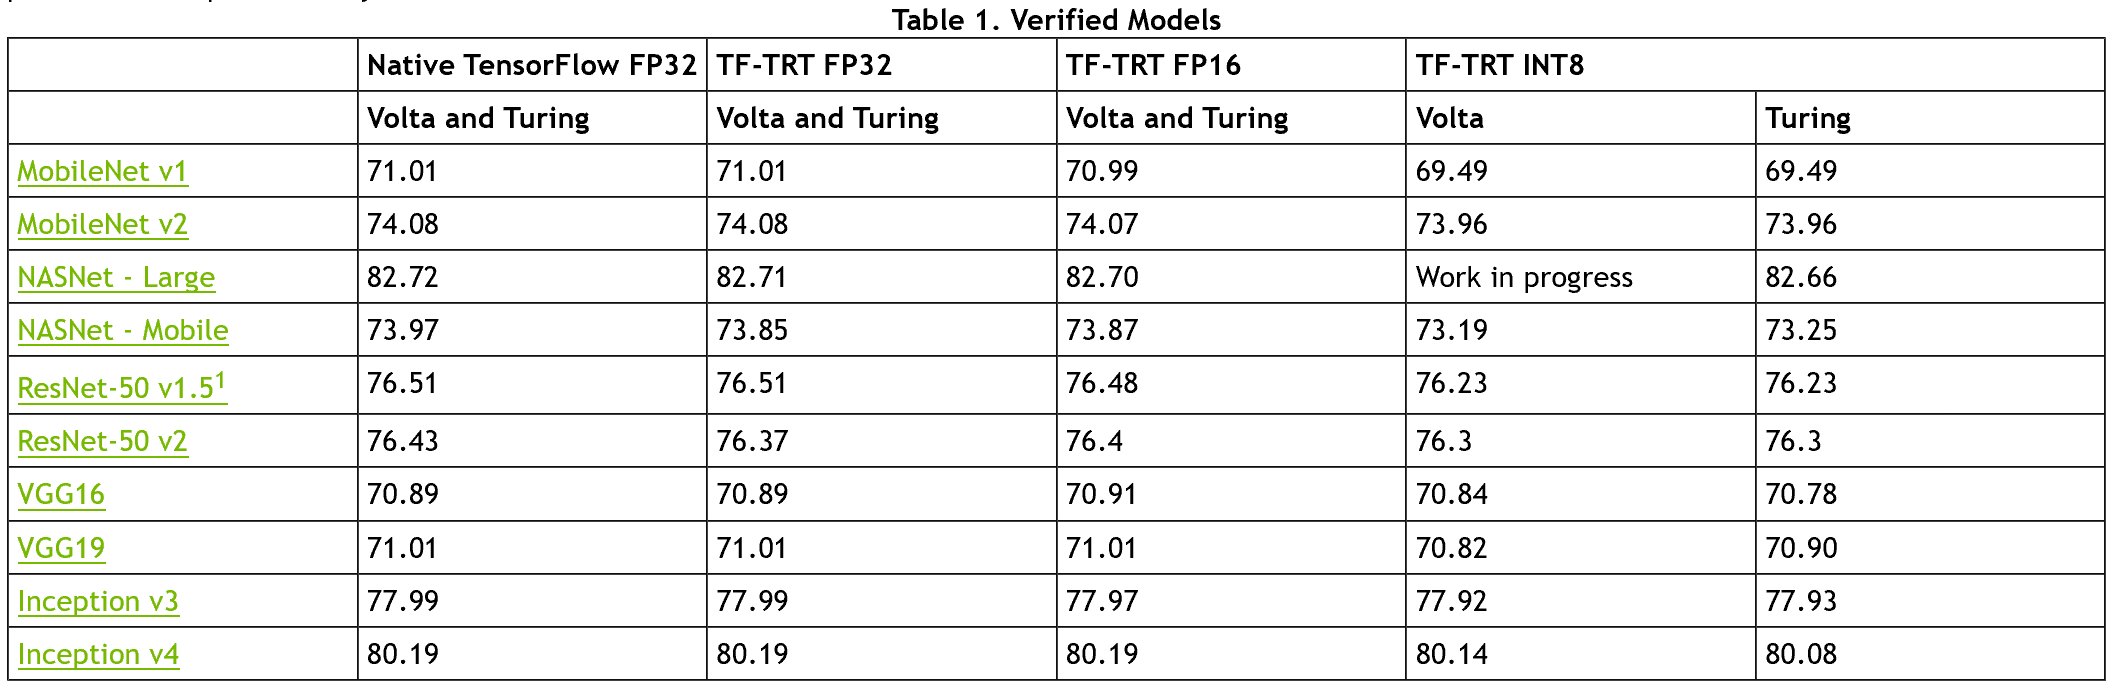 Table 1. Verified Models
Native TensorFlow FP32 TF-TRT FP32 TF-TRT FP16 TF-TRT INT8
Volta and Turing Volta and Turing Volta and Turing Volta Turing
MobileNet v1 71.01 71.01 70.99 69.49 69.49
MobileNet v2 74.08 74.08 74.07 73.96 73.96
NASNet - Large 82.72 82.71 82.70 Work in progress 82.66
NASNet - Mobile 73.97 73.85 73.87 73.19 73.25
ResNet-50 v1.5¹ 76.51 76.51 76.48 76.23 76.23
ResNet-50 v2 76.43 76.37 76.4 76.3 76.3
VGG16 70.89 70.89 70.91 70.84 70.78
VGG19 71.01 71.01 71.01 70.82 70.90
Inception v3 77.99 77.99 77.97 77.92 77.93
Inception v4 80.19 80.19 80.19 80.14 80.08